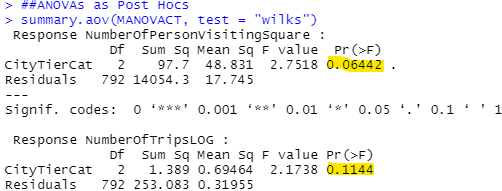 > ##ANOVAs as Post Hocs
> summary.aov(MANOVACT, test = "wilks")
 Response NumberOfPersonVisitingSquare :
             Df  Sum Sq Mean Sq F value  Pr(>F)
CityTierCat   2    97.7  48.831  2.7518 0.06442 .
Residuals   792 14054.3  17.745
---
Signif. codes:  0 ‘***’ 0.001 ‘**’ 0.01 ‘*’ 0.05 ‘.’ 0.1 ‘ ’ 1
 Response NumberOfTripsLOG :
             Df  Sum Sq Mean Sq F value Pr(>F)
CityTierCat   2   1.389 0.69464  2.1738 0.1144
Residuals   792 253.083 0.31955